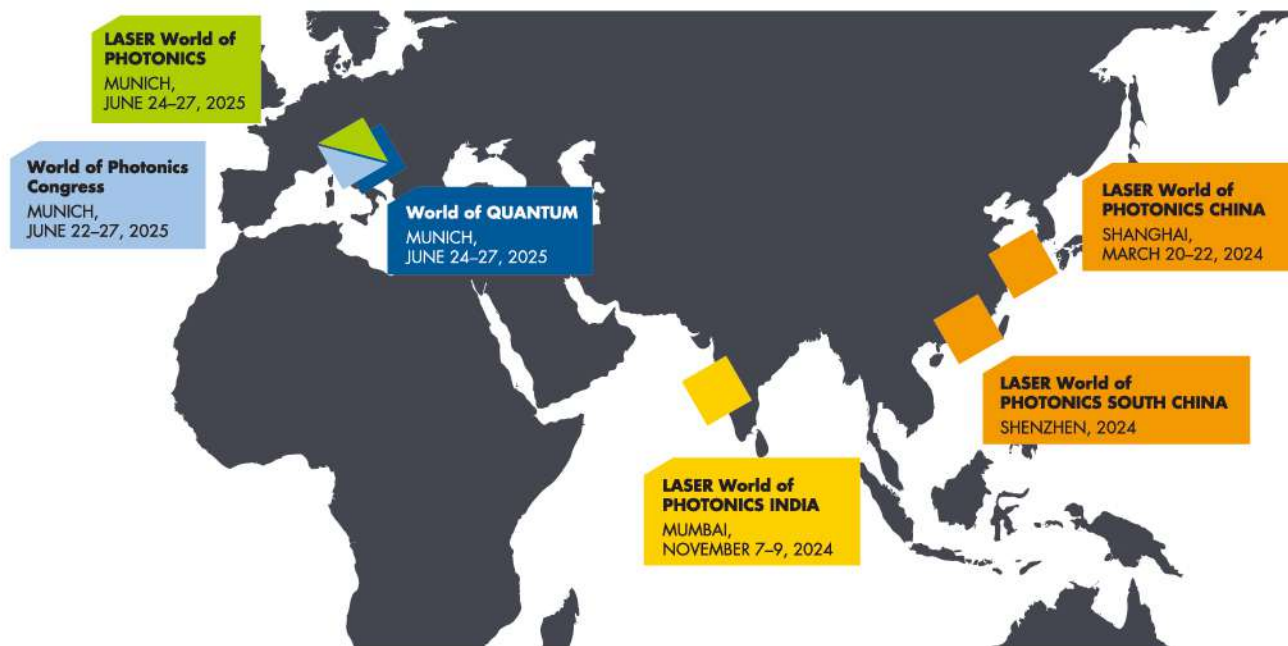 LASER World of
PHOTONICS
MUNICH,
JUNE 24–27, 2025
World of Photonics
Congress
MUNICH,
JUNE 22–27, 2025
World of QUANTUM
MUNICH,
JUNE 24–27, 2025
LASER World of
PHOTONICS CHINA
SHANGHAI,
MARCH 20–22, 2024
LASER World of
PHOTONICS SOUTH CHINA
SHENZHEN, 2024
LASER World of
PHOTONICS INDIA
MUMBAI,
NOVEMBER 7–9, 2024